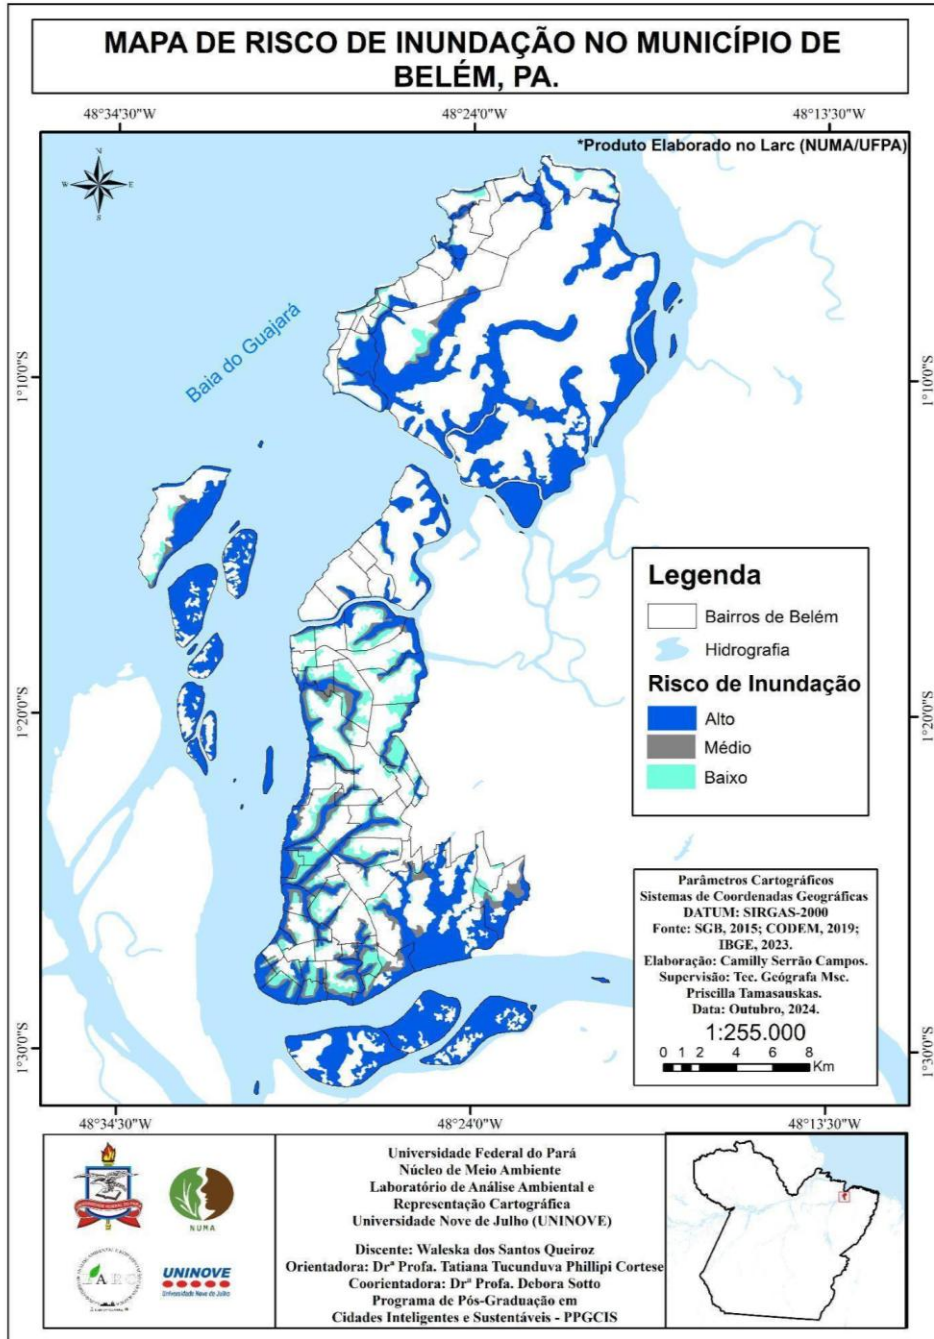 MAPA DE RISCO DE INUNDAÇÃO NO MUNICÍPIO DE
BELÉM, PA.
48°34'30"W
48°24'0"W
48°13'30"W
*Produto Elaborado no Larc (NUMA/UFPA)
N
W
E
S
Baia do Guajará
1°10'0"S
1°10'0"S
Legenda
Bairros de Belém
Hidrografia
Risco de Inundação
Alto
Médio
Baixo
1°20'0"S
1°20'0"S
Parâmetros Cartográficos
Sistemas de Coordenadas Geográficas
DATUM: SIRGAS-2000
Fonte: SGB, 2015; CODEM, 2019;
IBGE, 2023.
Elaboração: Camilly Serrão Campos.
Supervisão: Tec. Geógrafa Msc.
Priscilla Tamasauskas.
Data: Outubro, 2024.
1:255.000
0 1 2 4 6 8
Km
1°30'0"S
1°30'0"S
48°34'30"W
48°24'0"W
48°13'30"W
NUMA
LARC
UNINOVE
Universidade Nove de Julho
Universidade Federal do Pará
Núcleo de Meio Ambiente
Laboratório de Análise Ambiental e
Representação Cartográfica
Universidade Nove de Julho (UNINOVE)
Discente: Waleska dos Santos Queiroz
Orientadora: Drª Profa. Tatiana Tucunduva Phillipi Cortese
Coorientadora: Drª Profa. Debora Sotto
Programa de Pós-Graduação em
Cidades Inteligentes e Sustentáveis - PPGCIS